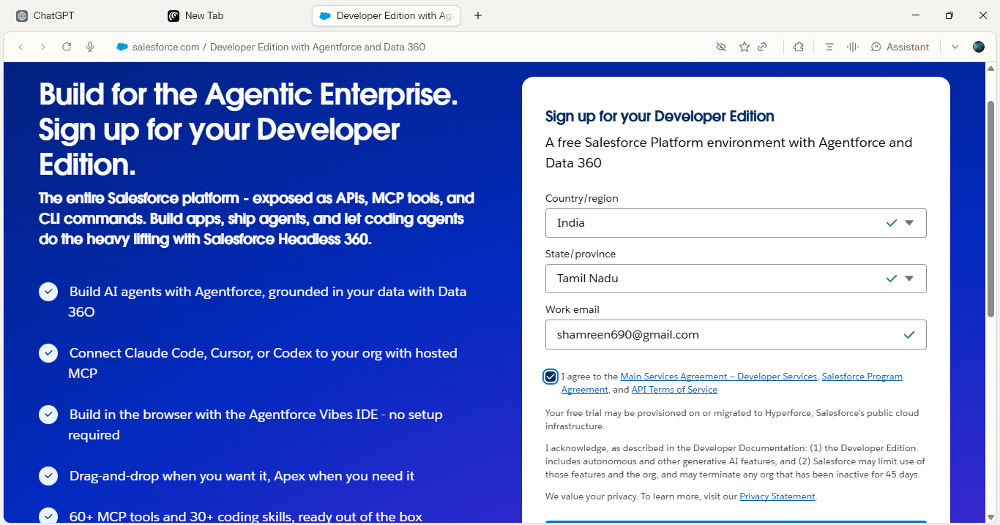 ChatGPT
New Tab
Developer Edition with Age
salesforce.com / Developer Edition with Agentforce and Data 360
Assistant
Build for the Agentic Enterprise.
Sign up for your Developer
Edition.
The entire Salesforce platform - exposed as APIs, MCP tools, and
CLI commands. Build apps, ship agents, and let coding agents
do the heavy lifting with Salesforce Headless 360.
Build AI agents with Agentforce, grounded in your data with Data
36O
Connect Claude Code, Cursor, or Codex to your org with hosted
MCP
Build in the browser with the Agentforce Vibes IDE - no setup
required
Drag-and-drop when you want it, Apex when you need it
60+ MCP tools and 30+ coding skills, ready out of the box
Sign up for your Developer Edition
A free Salesforce Platform environment with Agentforce and
Data 360
Country/region
India
State/province
Tamil Nadu
Work email
shamreen690@gmail.com
I agree to the Main Services Agreement – Developer Services, Salesforce Program
Agreement, and API Terms of Service
Your free trial may be provisioned on or migrated to Hyperforce, Salesforce's public cloud
infrastructure.
I acknowledge, as described in the Developer Documentation: (1) the Developer Edition
includes autonomous and other generative AI features; and (2) Salesforce may limit use of
those features and the org, and may terminate any org that has been inactive for 45 days.
We value your privacy. To learn more, visit our Privacy Statement.